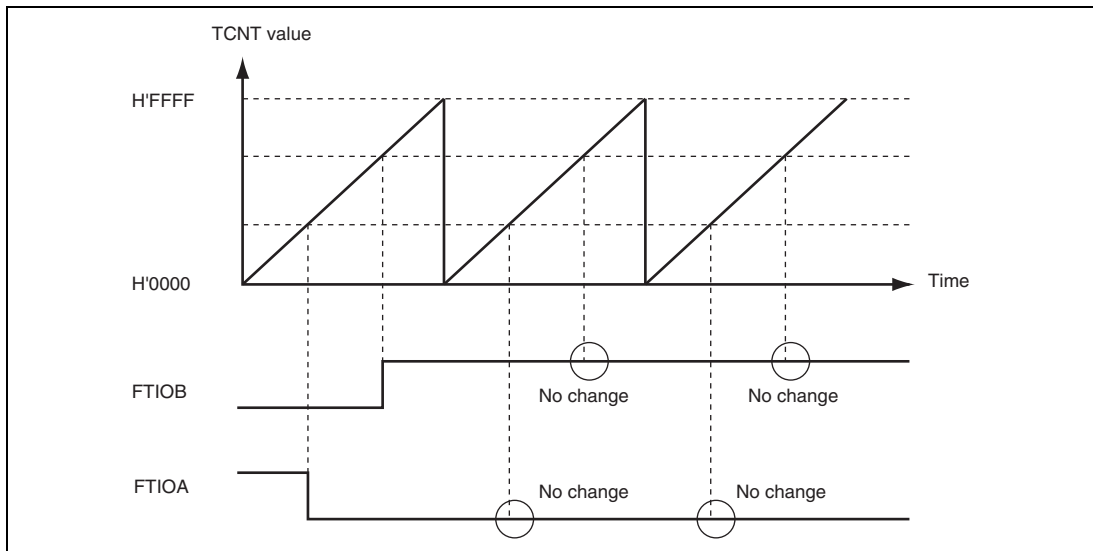 TCNT value
H'FFFF
H'0000
Time
FTIOB
No change
No change
FTIOA
No change
No change